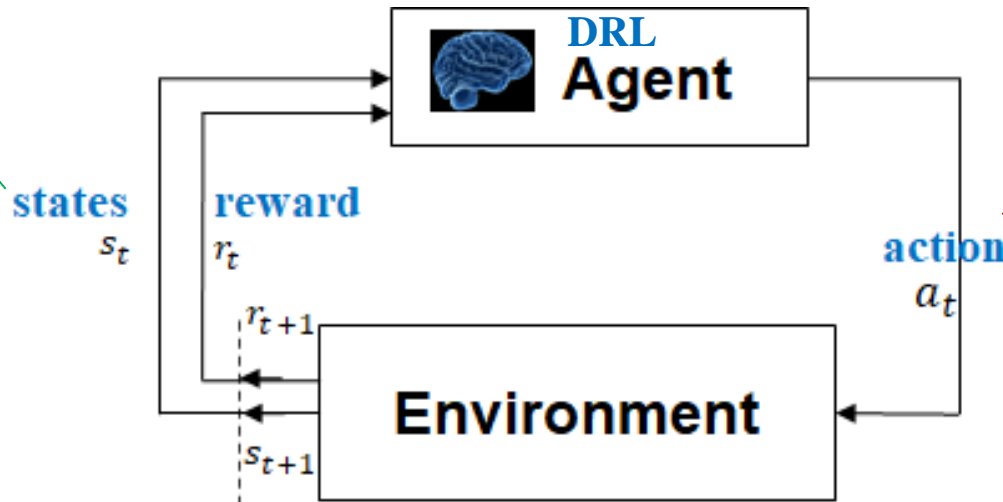 DRL
Agent
states
s_t
reward
r_t
action
a_t
r_{t+1}
Environment
s_{t+1}